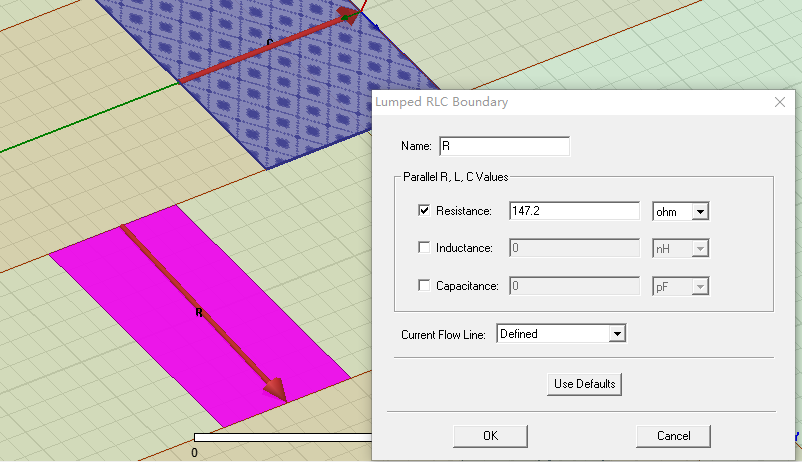 C
Lumped RLC Boundary
Name: R
Parallel R, L, C Values
Resistance: 147.2 ohm
Inductance: 0 nH
Capacitance: 0 pF
R
Current Flow Line: Defined
Use Defaults
OK Cancel
0
Y